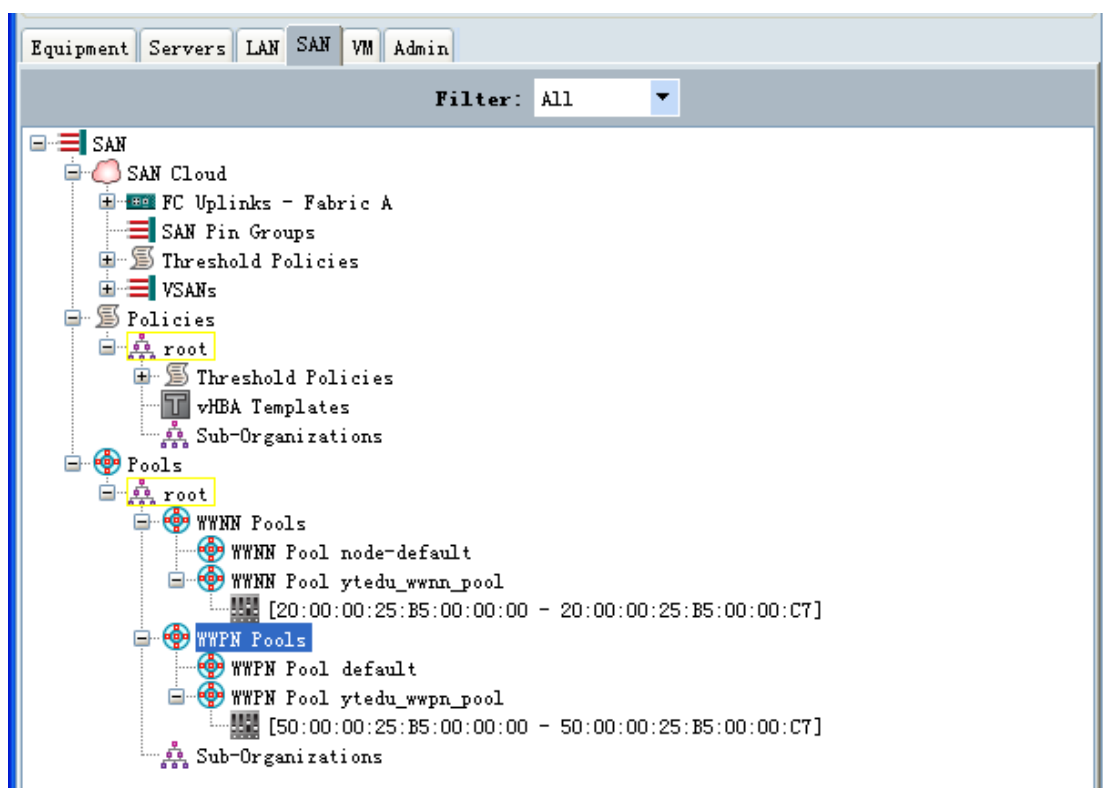 Equipment Servers LAN SAN VM Admin
Filter: All
SAN
SAN Cloud
FC Uplinks - Fabric A
SAN Pin Groups
Threshold Policies
VSANs
Policies
root
Threshold Policies
vHBA Templates
Sub-Organizations
Pools
root
WWNN Pools
WWNN Pool node-default
WWNN Pool ytedu_wwnn_pool
[20:00:00:25:B5:00:00:00 - 20:00:00:25:B5:00:00:C7]
WWPN Pools
WWPN Pool default
WWPN Pool ytedu_wwpn_pool
[50:00:00:25:B5:00:00:00 - 50:00:00:25:B5:00:00:C7]
Sub-Organizations